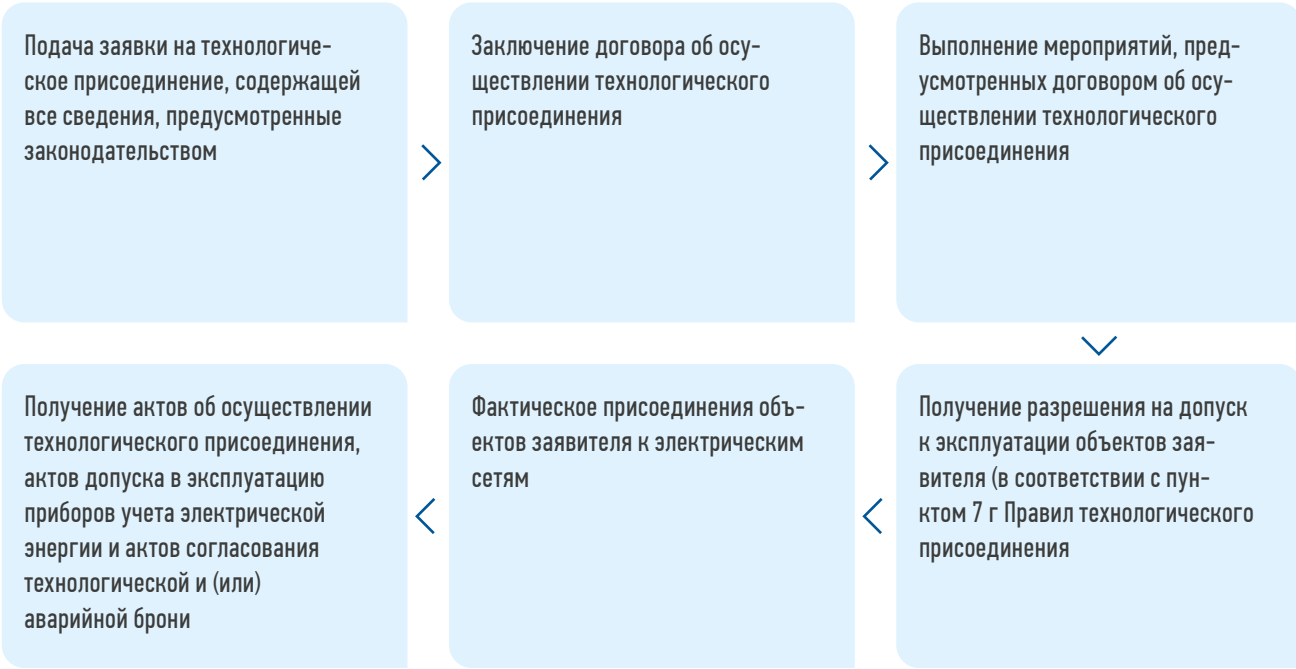 Подача заявки на технологиче-
ское присоединение, содержащей
все сведения, предусмотренные
законодательством
Заключение договора об осу-
ществлении технологического
присоединения
Выполнение мероприятий, пред-
усмотренных договором об осу-
ществлении технологического
присоединения
Получение разрешения на допуск
к эксплуатации объектов зая-
вителя (в соответствии с пун-
ктом 7 г Правил технологического
присоединения
Фактическое присоединения объ-
ектов заявителя к электрическим
сетям
Получение актов об осуществлении
технологического присоединения,
актов допуска в эксплуатацию
приборов учета электрической
энергии и актов согласования
технологической и (или)
аварийной брони